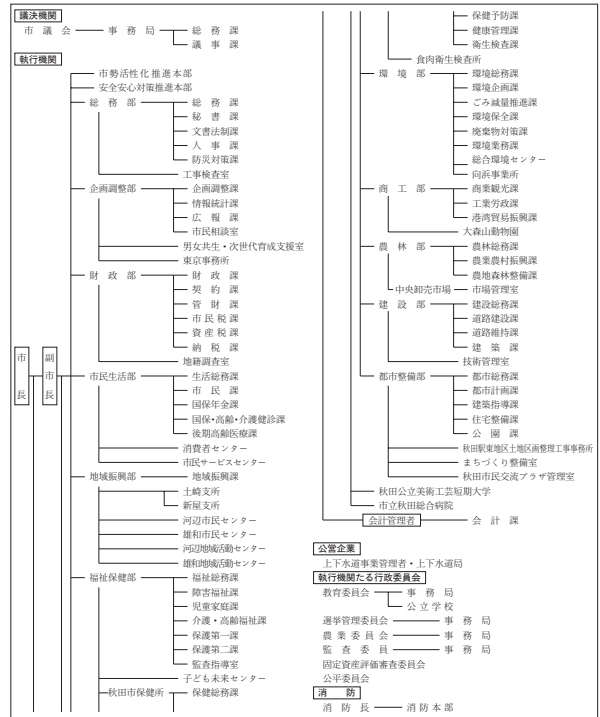 議決機関
市議会 事務局 総務課
議事課
執行機関
市勢活性化推進本部
安全安心対策推進本部
総務部 総務課
秘書課
文書法制課
人事課
防災対策課
工事検査室
企画調整部 企画調整課
情報統計課
広報課
市民相談室
男女共生・次世代育成支援室
東京事務所
財政部 財政課
契約課
管財課
市民税課
資産税課
納税課
地籍調査室
市長 副市長
市民生活部 生活総務課
市民課
国保年金課
国保・高齢・介護健診課
後期高齢医療課
消費者センター
市民サービスセンター
地域振興部 地域振興課
土崎支所
新屋支所
河辺市民センター
雄和市民センター
河辺地域活動センター
雄和地域活動センター
福祉保健部 福祉総務課
障害福祉課
児童家庭課
介護・高齢福祉課
保護第一課
保護第二課
監査指導室
子ども未来センター
秋田市保健所 保健総務課
保健予防課
健康管理課
衛生検査課
食肉衛生検査所
環境部 環境総務課
環境企画課
ごみ減量推進課
環境保全課
廃棄物対策課
環境業務課
総合環境センター
向浜事業所
商工部 商業観光課
工業労政課
港湾貿易振興課
大森山動物園
農林部 農林総務課
農業農村振興課
農地森林整備課
中央卸売市場 市場管理室
建設部 建設総務課
道路建設課
道路維持課
建築課
技術管理室
都市整備部 都市総務課
都市計画課
建築指導課
住宅整備課
公園課
秋田駅東地区土地区画整理工事事務所
まちづくり整備室
秋田市民交流プラザ管理室
秋田公立美術工芸短期大学
市立秋田総合病院
会計管理者 会計課
公営企業
上下水道事業管理者・上下水道局
執行機関たる行政委員会
教育委員会 事務局
公立学校
選挙管理委員会 事務局
農業委員会 事務局
監査委員 事務局
固定資産評価審査委員会
公平委員会
消防
消防長 消防本部